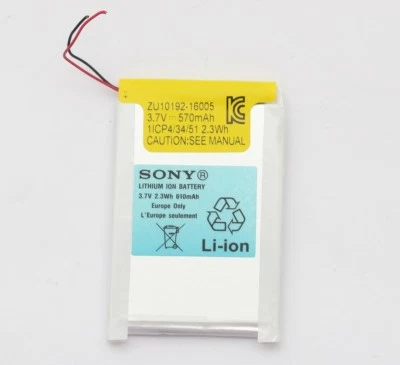 ZU10192-16005
3.7V⎓ 570mAh
1ICP4/34/51 2.3Wh
CAUTION:SEE MANUAL
SONY®
LITHIUM ION BATTERY
3.7V 2.3Wh 610mAh
Europe Only
L'Europe seulement
Li-ion